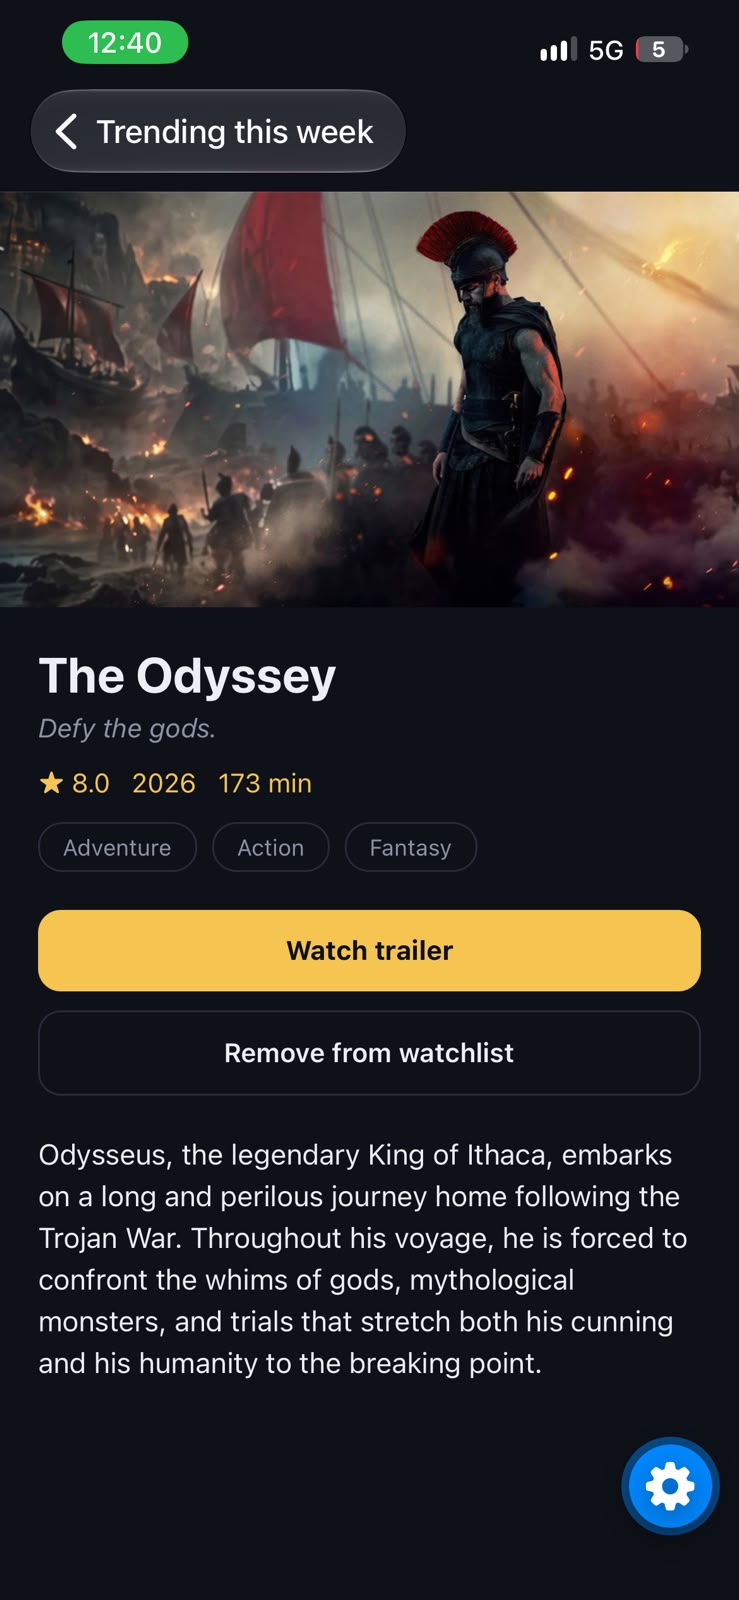 12:40
5G
5
Trending this week
The Odyssey
Defy the gods.
★ 8.0 2026 173 min
Adventure Action Fantasy
Watch trailer
Remove from watchlist
Odysseus, the legendary King of Ithaca, embarks
on a long and perilous journey home following the
Trojan War. Throughout his voyage, he is forced to
confront the whims of gods, mythological
monsters, and trials that stretch both his cunning
and his humanity to the breaking point.